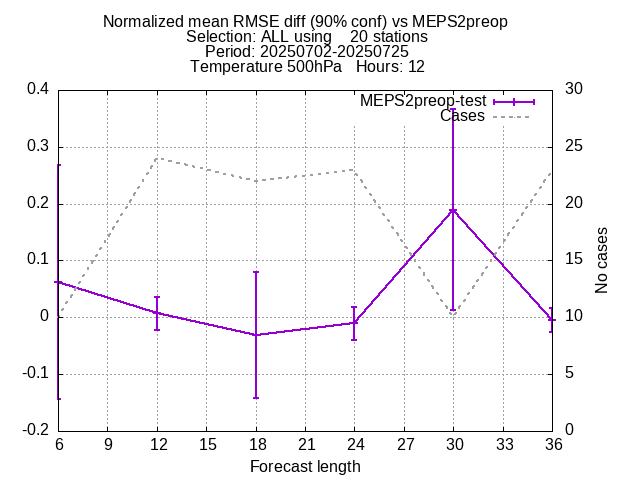 Normalized mean RMSE diff (90% conf) vs MEPS2preop
Selection: ALL using 20 stations
Period: 20250702-20250725
Temperature 500hPa Hours: 12
MEPS2preop-test
Cases
0.4
0.3
0.2
0.1
0
-0.1
-0.2
30
25
20
15
10
5
0
No cases
6 9 12 15 18 21 24 27 30 33 36
Forecast length